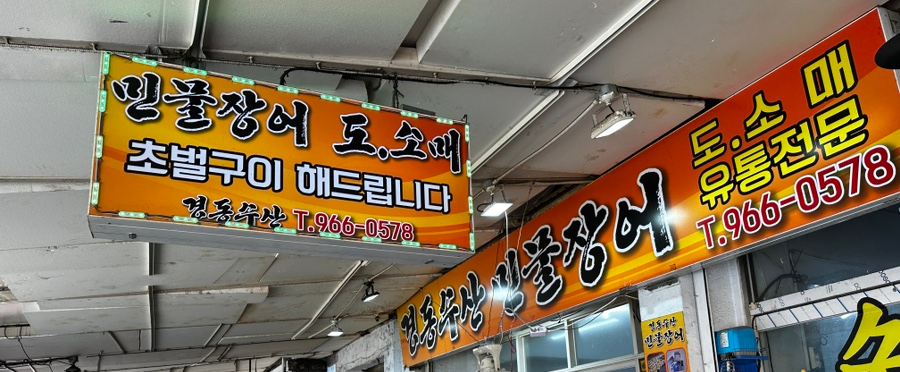 민물장어 도.소매
초벌구이 해드립니다
경동수산 T.966-0578
경동수산 민물장어
도.소 매
유통전문
T.966-0578
경동수산
민물장어